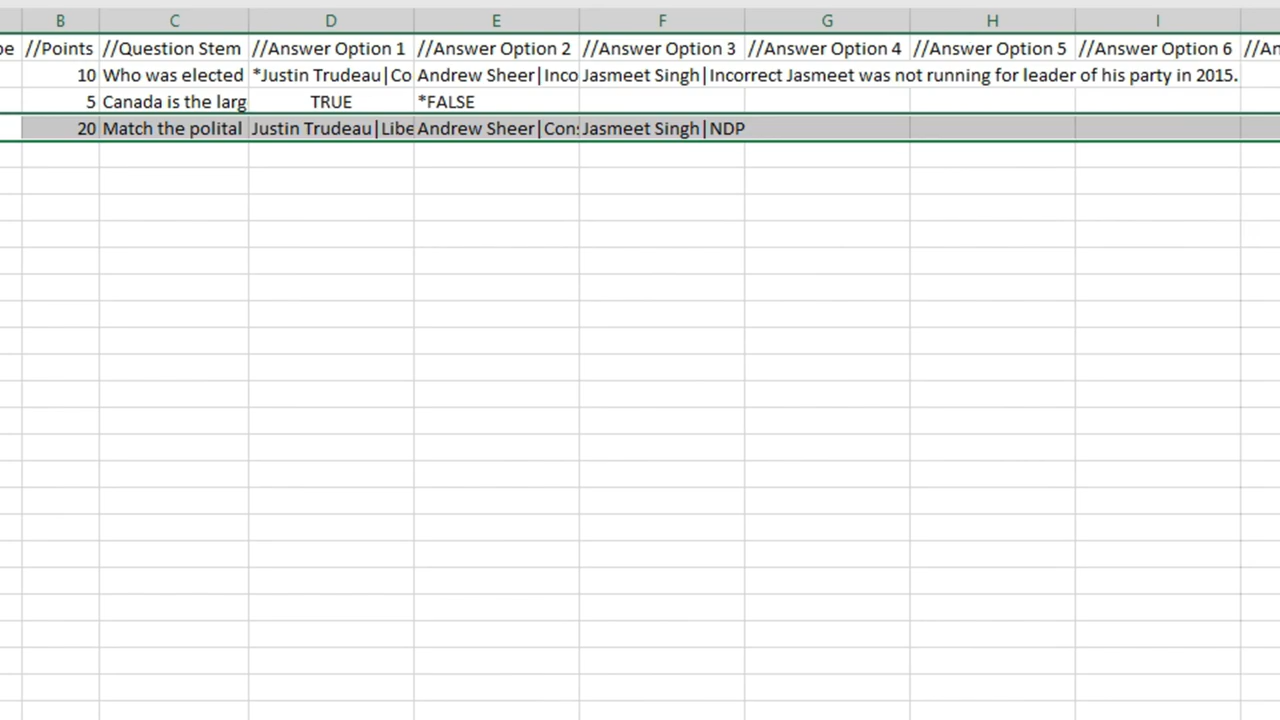 B C D E F G H I
pe //Points //Question Stem //Answer Option 1 //Answer Option 2 //Answer Option 3 //Answer Option 4 //Answer Option 5 //Answer Option 6 //An
10 Who was elected *Justin Trudeau|Co Andrew Sheer|Inco Jasmeet Singh|Incorrect Jasmeet was not running for leader of his party in 2015.
5 Canada is the larg TRUE *FALSE
20 Match the polital Justin Trudeau|Libe Andrew Sheer|Cons Jasmeet Singh|NDP